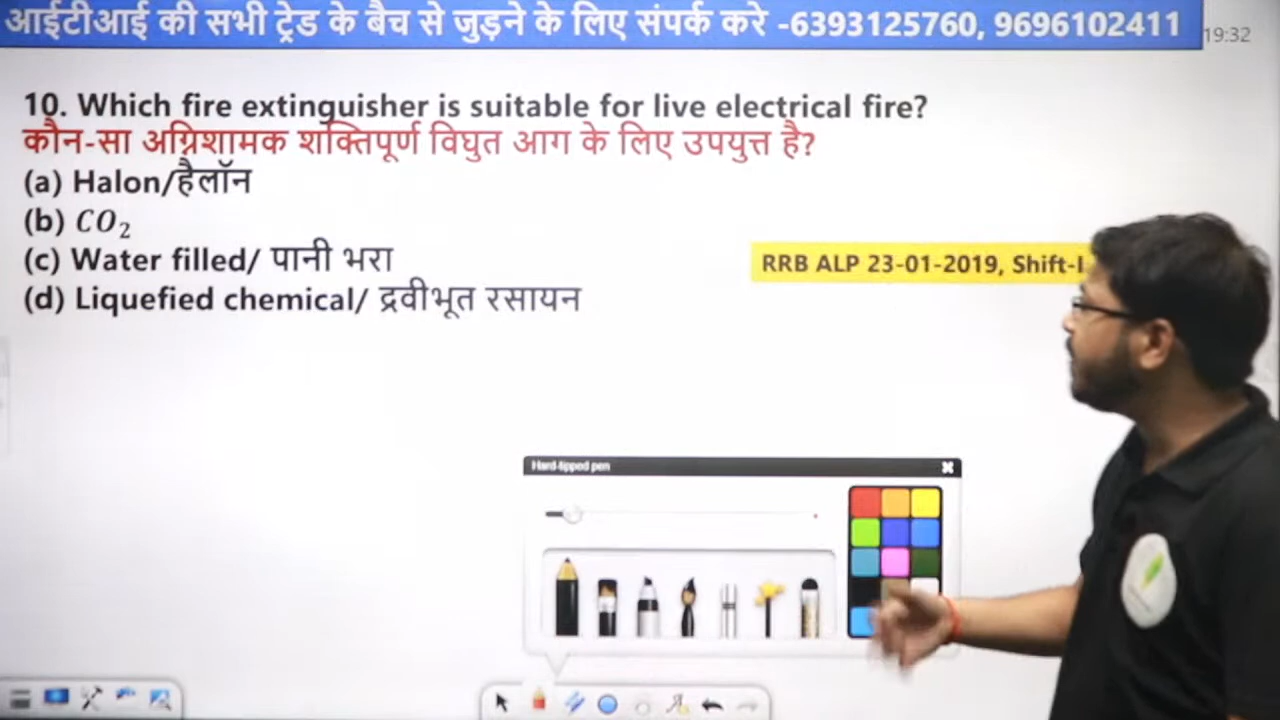 आईटीआई की सभी ट्रेड के बैच से जुड़ने के लिए संपर्क करे -6393125760, 9696102411
19:32
10. Which fire extinguisher is suitable for live electrical fire?
कौन-सा अग्निशामक शक्तिपूर्ण विघुत आग के लिए उपयुत्त है?
(a) Halon/हैलॉन
(b) CO₂
(c) Water filled/ पानी भरा
RRB ALP 23-01-2019, Shift-I
(d) Liquefied chemical/ द्रवीभूत रसायन
Hard-tipped pen